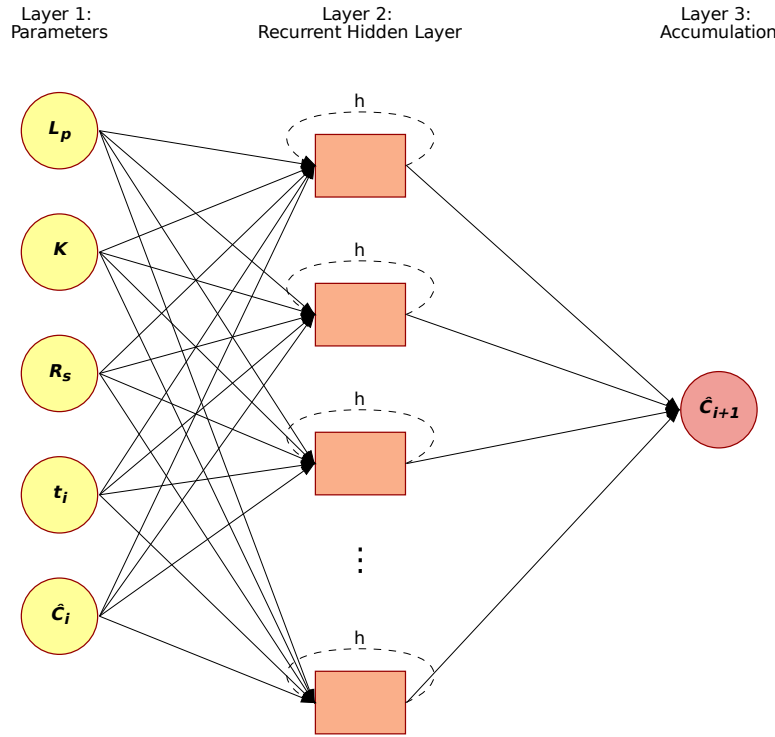 Layer 1:
Parameters
Layer 2:
Recurrent Hidden Layer
Layer 3:
Accumulation
h
L_p
K
h
R_s
Ĉ_{i+1}
h
t_i
⋮
Ĉ_i
h